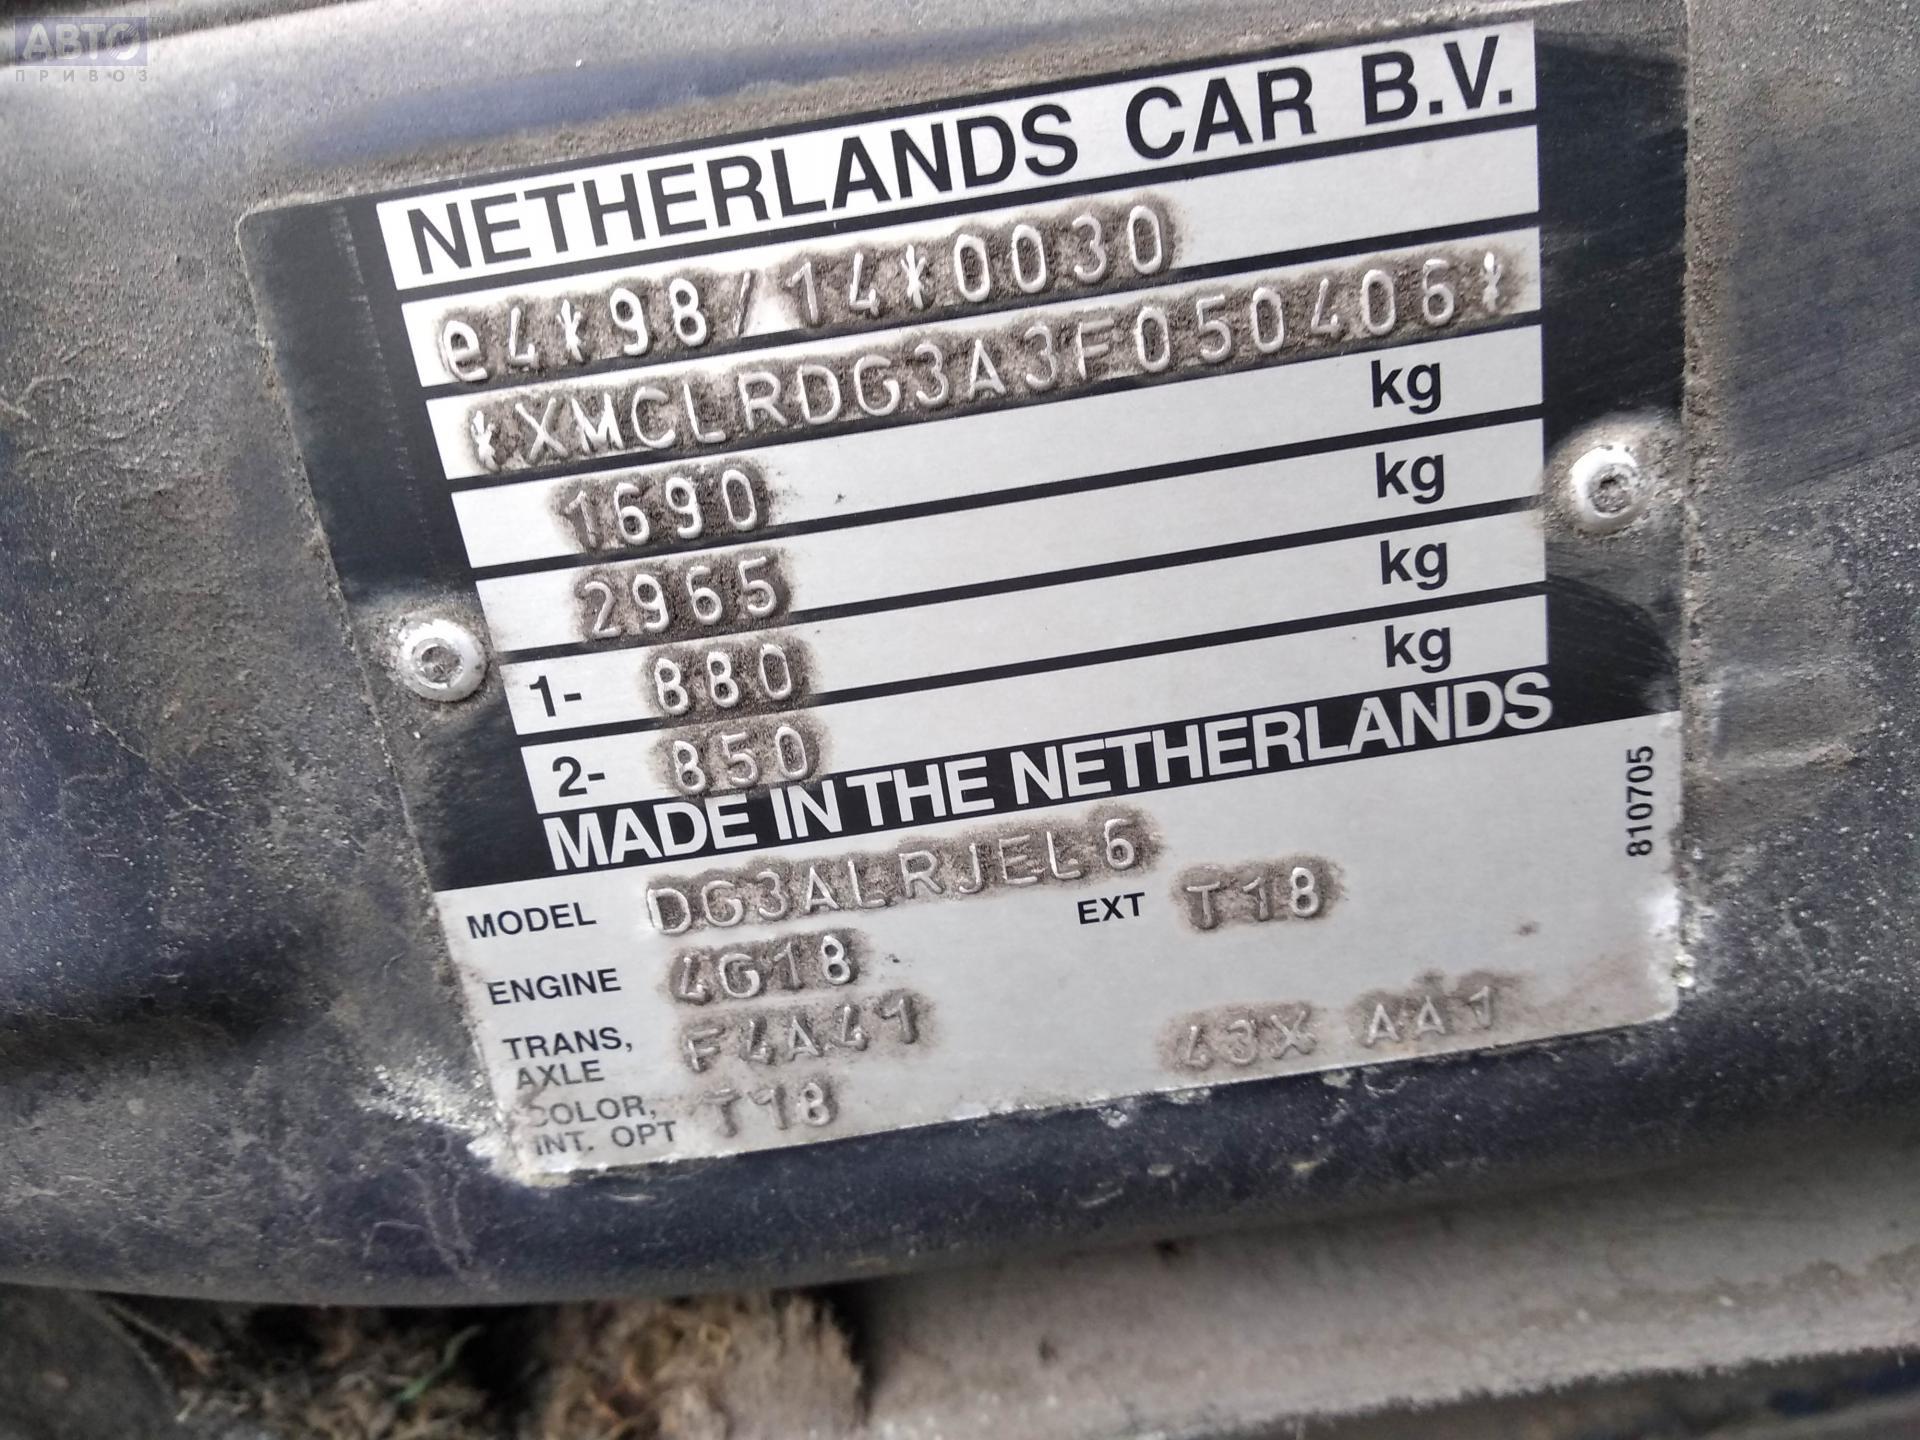 АВТО
ПРИВОЗ
NETHERLANDS CAR B.V.
e4*98/14*0030
*XMCLRDG3A3F050406*
1690 kg
2965 kg
1- 880 kg
2- 850 kg
MADE IN THE NETHERLANDS
810705
MODEL DG3ALRJEL6 EXT T18
ENGINE 4G18
TRANS, AXLE F4A41 43X AA1
COLOR, INT. OPT T18